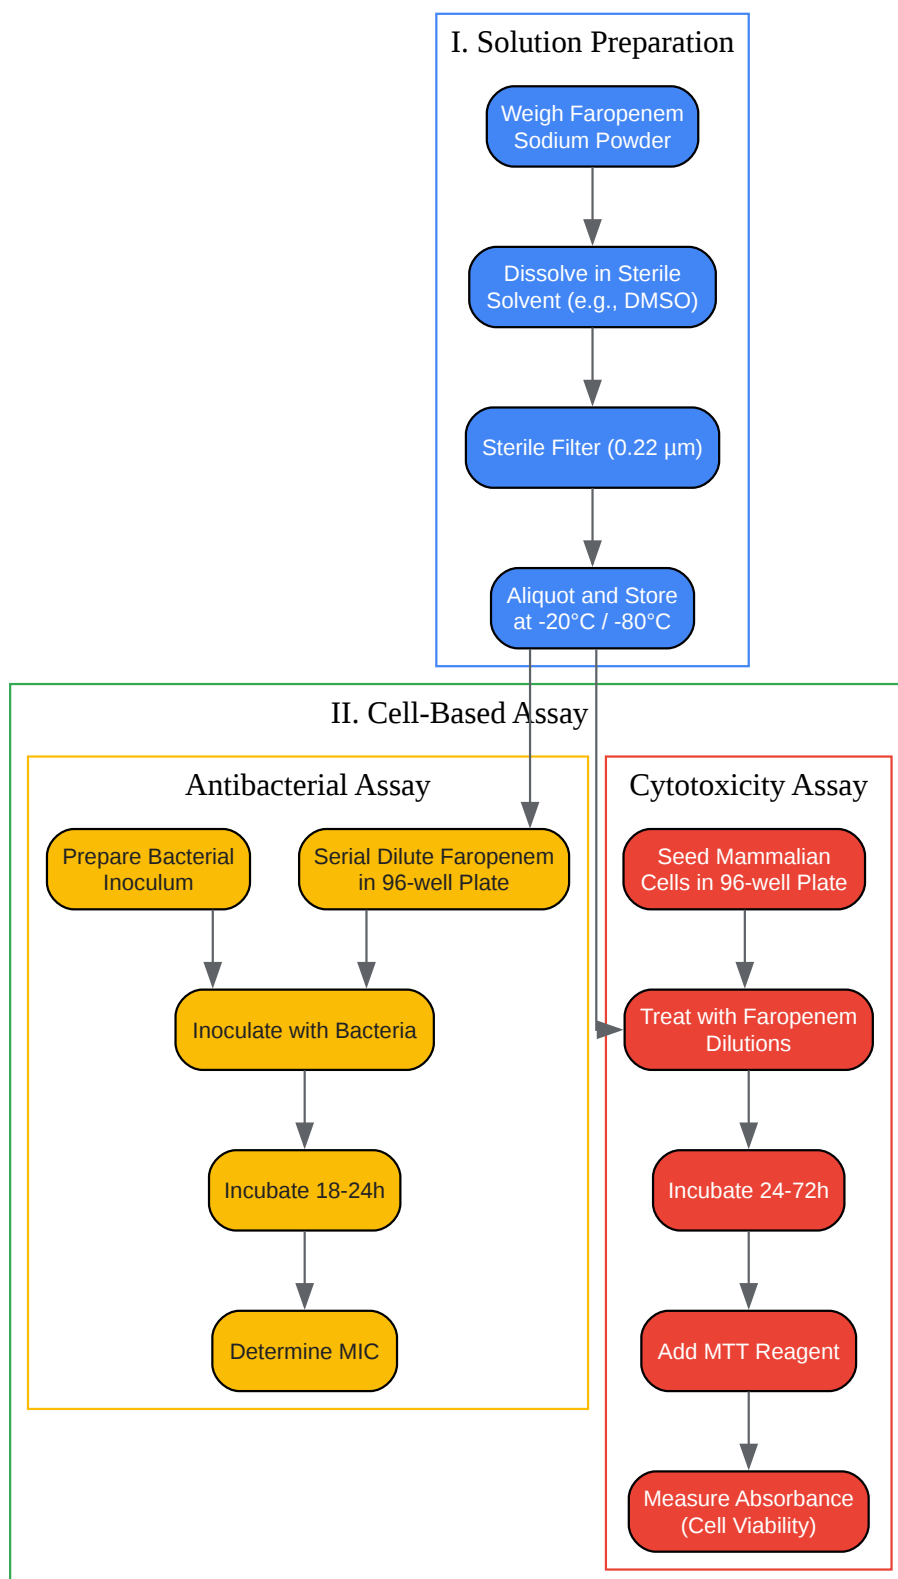 I. Solution Preparation
Weigh Faropenem
Sodium Powder
Dissolve in Sterile
Solvent (e.g., DMSO)
Sterile Filter (0.22 µm)
Aliquot and Store
at -20°C / -80°C
II. Cell-Based Assay
Antibacterial Assay
Prepare Bacterial
Inoculum
Serial Dilute Faropenem
in 96-well Plate
Inoculate with Bacteria
Incubate 18-24h
Determine MIC
Cytotoxicity Assay
Seed Mammalian
Cells in 96-well Plate
Treat with Faropenem
Dilutions
Incubate 24-72h
Add MTT Reagent
Measure Absorbance
(Cell Viability)